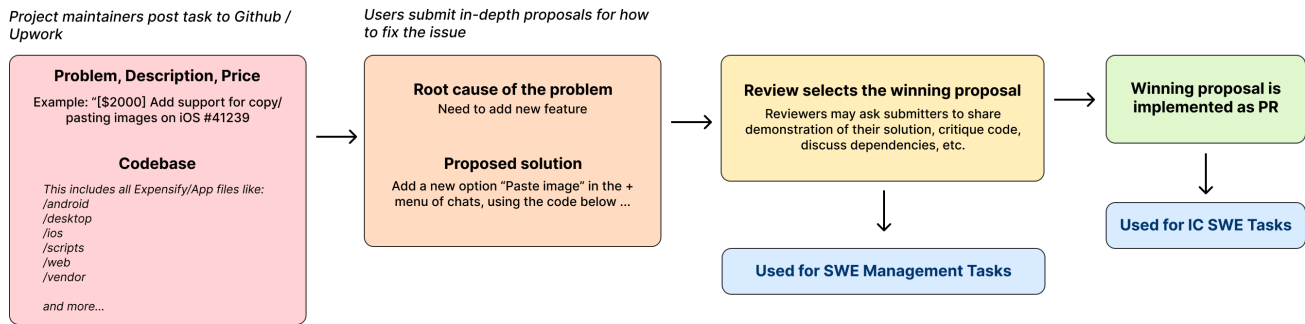 Project maintainers post task to Github /
Upwork
Problem, Description, Price
Example: “[$2000] Add support for copy/
pasting images on iOS #41239
Codebase
This includes all Expensify/App files like:
/android
/desktop
/ios
/scripts
/web
/vendor
and more...
Users submit in-depth proposals for how
to fix the issue
Root cause of the problem
Need to add new feature
Proposed solution
Add a new option “Paste image” in the +
menu of chats, using the code below ...
Review selects the winning proposal
Reviewers may ask submitters to share
demonstration of their solution, critique code,
discuss dependencies, etc.
Used for SWE Management Tasks
Winning proposal is
implemented as PR
Used for IC SWE Tasks